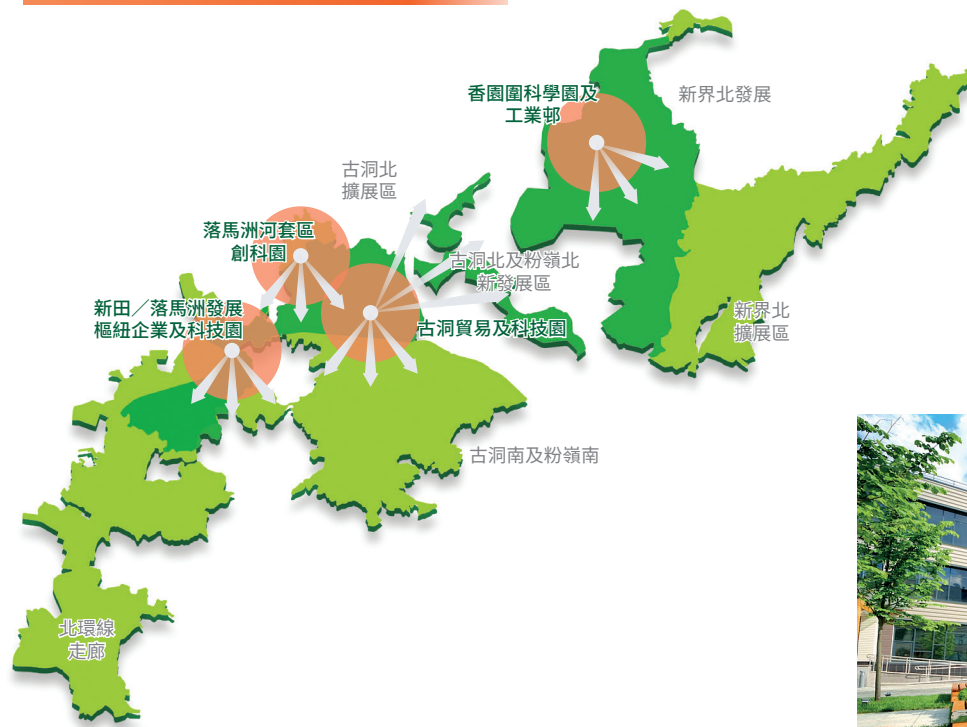 香園圍科學園及
工業邨
新界北發展
古洞北
擴展區
落馬洲河套區
創科園
古洞北及粉嶺北
新發展區
新田／落馬洲發展
樞紐企業及科技園
古洞貿易及科技園
新界北
擴展區
古洞南及粉嶺南
北環線
走廊